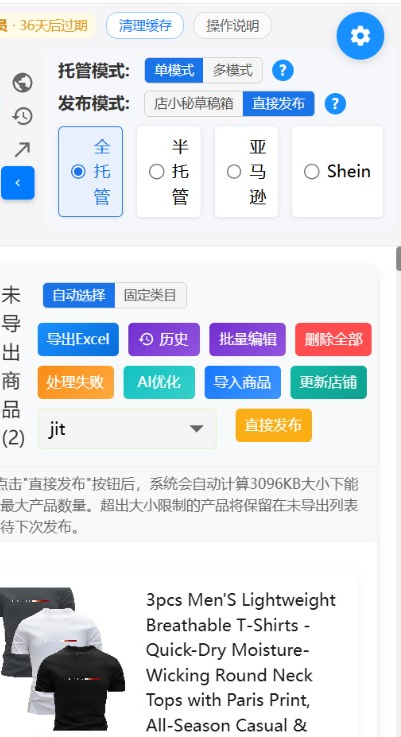 员 · 36天后过期 清理缓存 操作说明
托管模式: 单模式 多模式 ?
发布模式: 店小秘草稿箱 直接发布 ?
全托管 半托管 亚马逊 Shein
未导出商品(2)
自动选择 固定类目
导出Excel 历史 批量编辑 删除全部
处理失败 AI优化 导入商品 更新店铺
jit 直接发布
点击"直接发布"按钮后，系统会自动计算3096KB大小下能
最大产品数量。超出大小限制的产品将保留在未导出列表
待下次发布。
3pcs Men'S Lightweight
Breathable T-Shirts -
Quick-Dry Moisture-
Wicking Round Neck
Tops with Paris Print,
All-Season Casual &